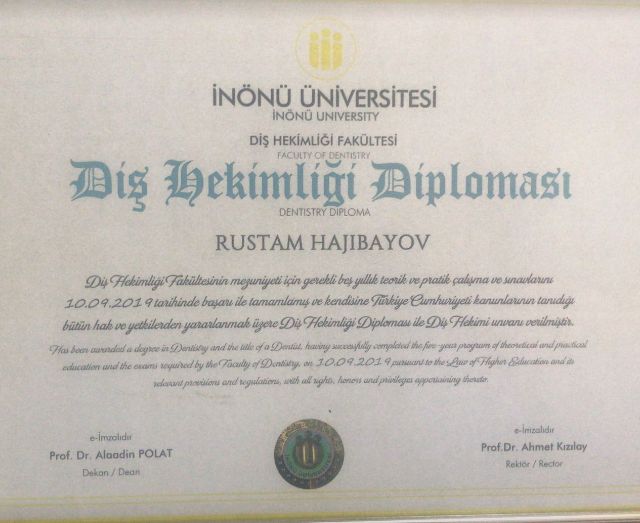 İNÖNÜ ÜNİVERSİTESİ
İNÖNÜ UNIVERSITY
DİŞ HEKİMLİĞİ FAKÜLTESİ
FACULTY OF DENTISTRY
Diş Hekimliği Diploması
DENTISTRY DIPLOMA
RUSTAM HAJIBAYOV
Diş Hekimliği Fakültesinin mezuniyeti için gerekli beş yıllık teorik ve pratik çalışma ve sınavlarını
10.09.2019 tarihinde başarı ile tamamlamış ve kendisine Türkiye Cumhuriyeti kanunlarının tanıdığı
bütün hak ve yetkilerden yararlanmak üzere Diş Hekimliği Diploması ile Diş Hekimi unvanı verilmiştir.
Has been awarded a degree in Dentistry and the title of a Dentist, having successfully completed the five-year program of theoretical and practical
education and the exams required by the Faculty of Dentistry, on 10.09.2019 pursuant to the Law of Higher Education and its
relevant provisions and regulations, with all rights, honors and privileges appertaining thereto.
e-İmzalıdır
Prof. Dr. Alaadin POLAT
Dekan / Dean
e-İmzalıdır
Prof.Dr. Ahmet Kızılay
Rektör / Rector